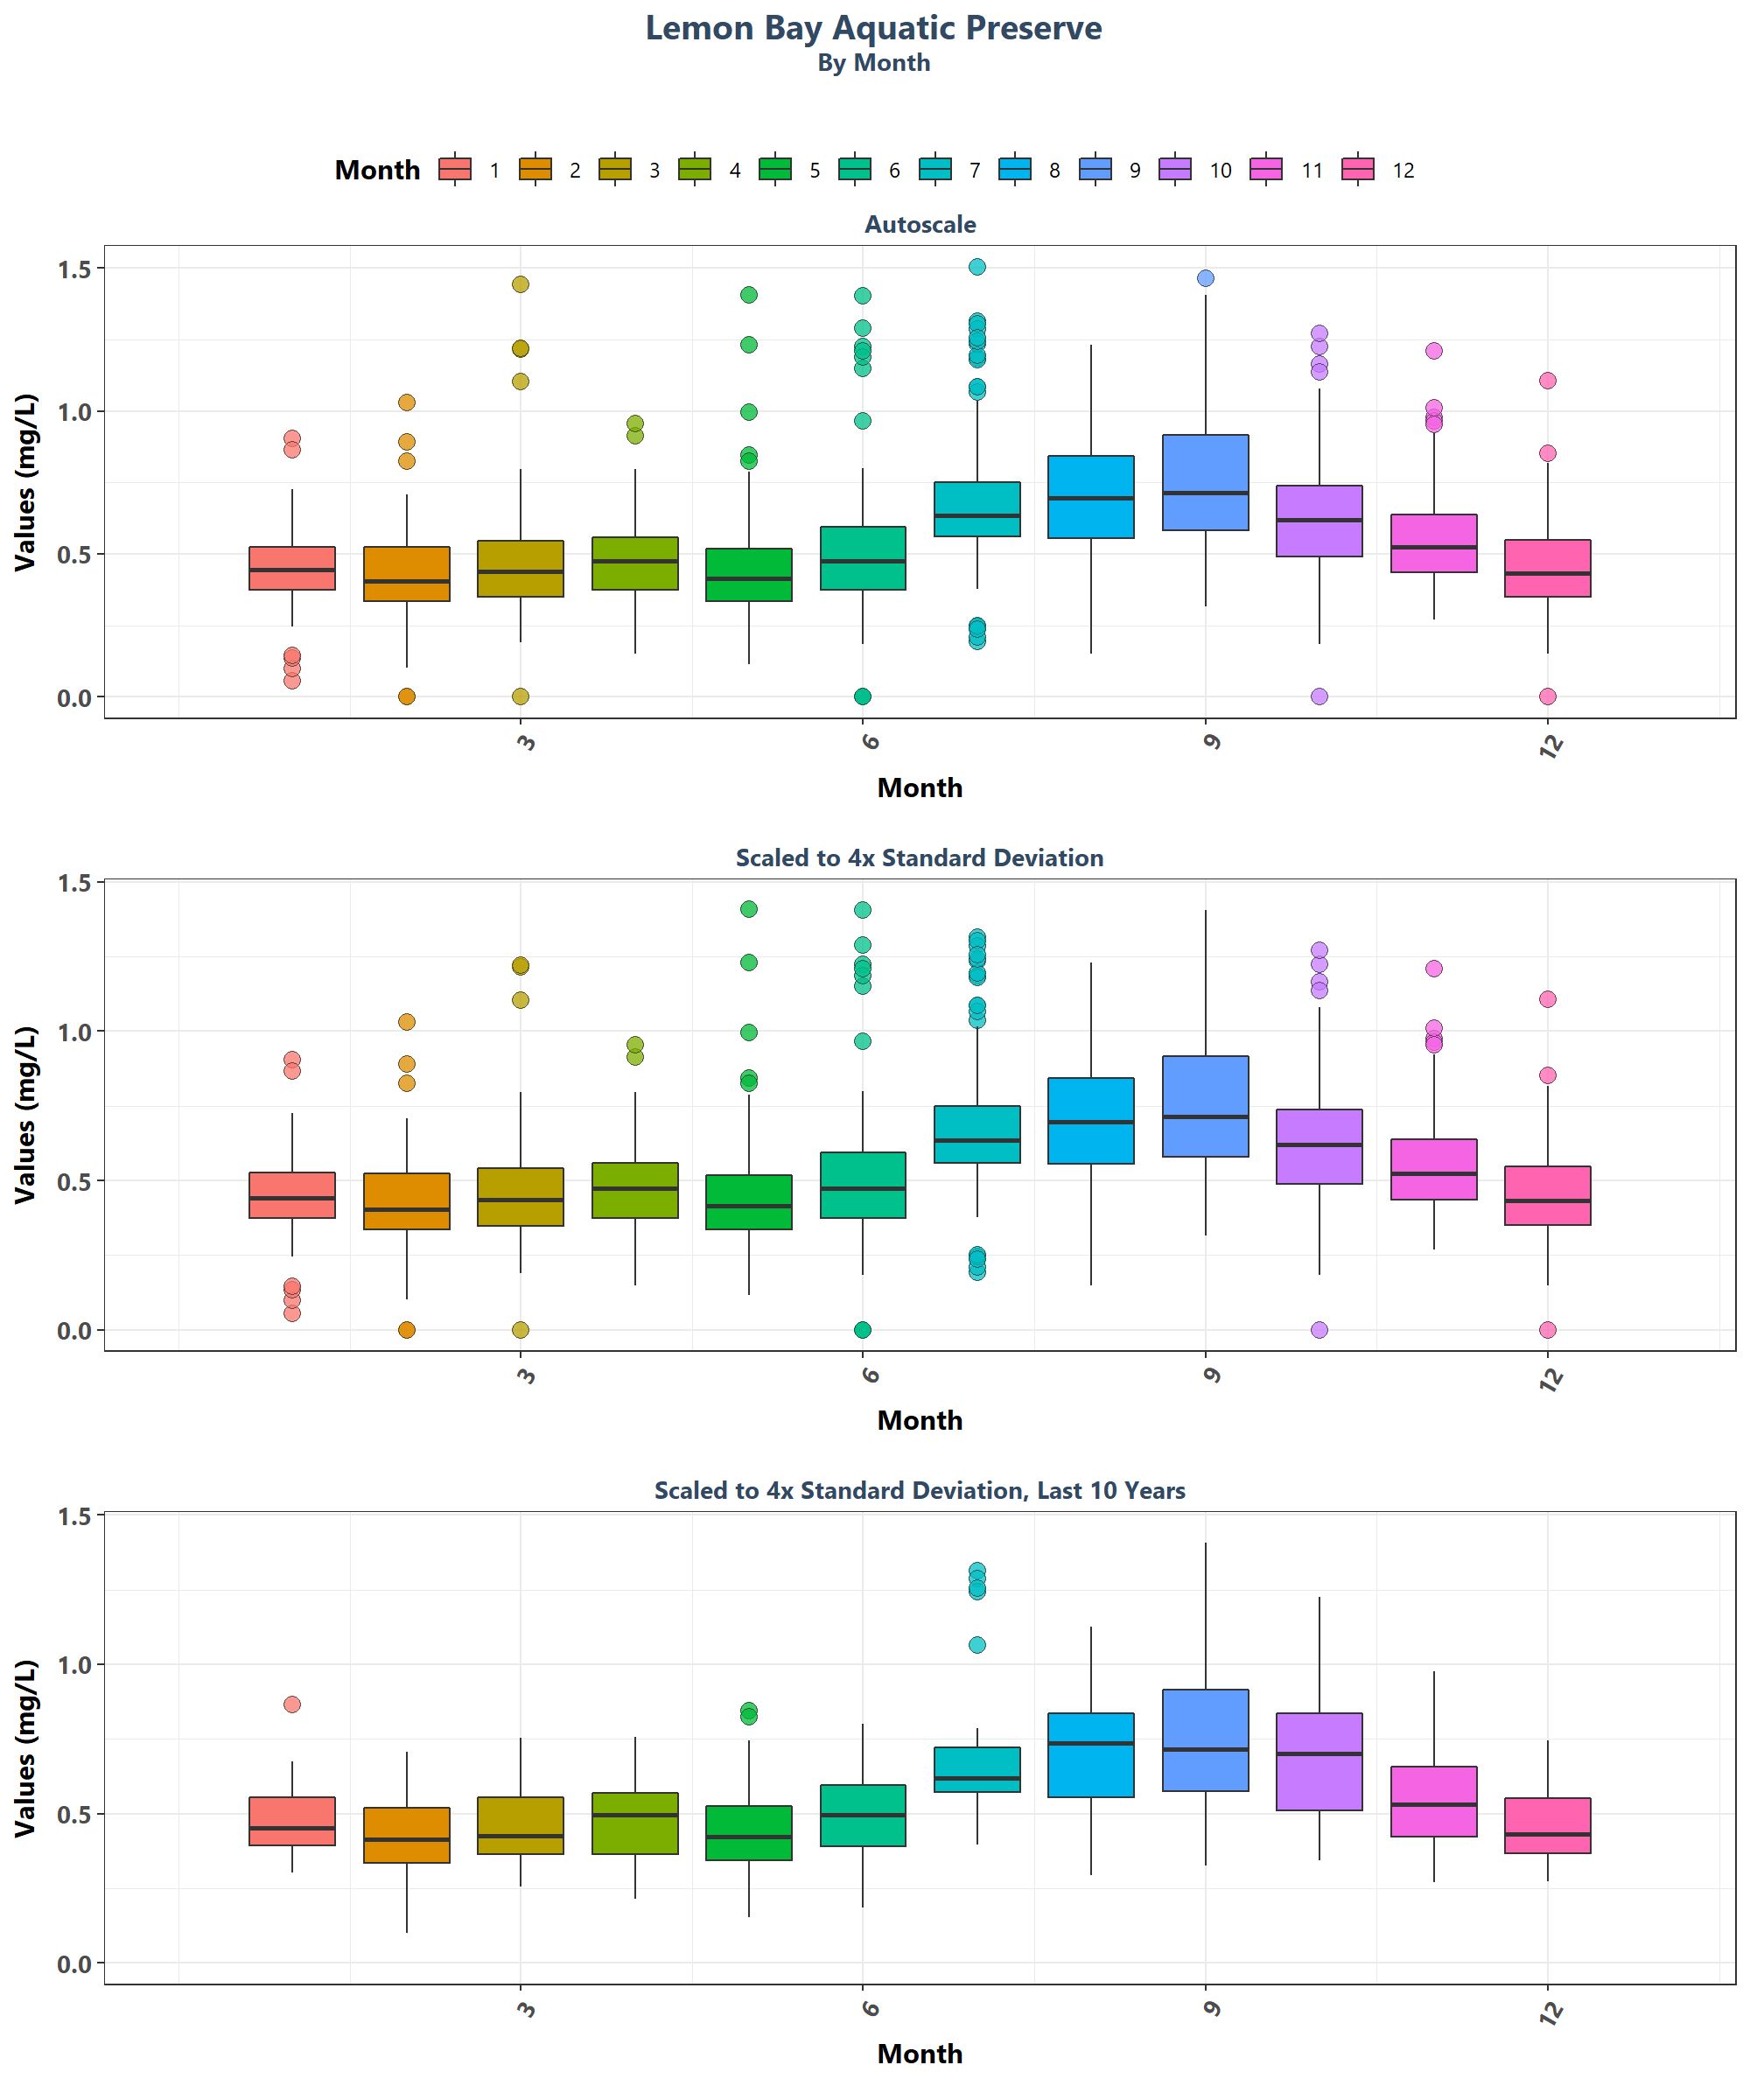 Lemon Bay Aquatic Preserve
By Month
Month 1 2 3 4 5 6 7 8 9 10 11 12
Autoscale
Values (mg/L)
1.5
1.0
0.5
0.0
3 6 9 12
Month
Scaled to 4x Standard Deviation
Values (mg/L)
1.5
1.0
0.5
0.0
3 6 9 12
Month
Scaled to 4x Standard Deviation, Last 10 Years
Values (mg/L)
1.5
1.0
0.5
0.0
3 6 9 12
Month